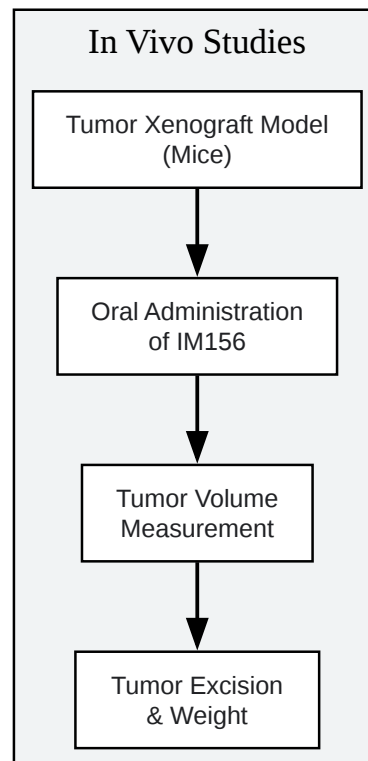 In Vivo Studies
Tumor Xenograft Model
(Mice)
Oral Administration
of IM156
Tumor Volume
Measurement
Tumor Excision
& Weight